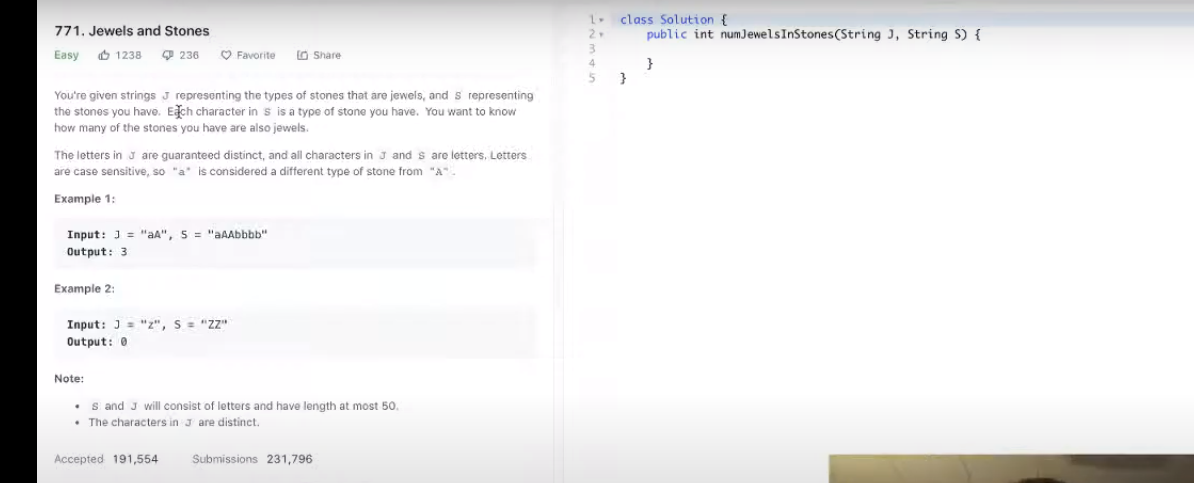 771. Jewels and Stones
Easy 1238 236 Favorite Share
You're given strings J representing the types of stones that are jewels, and S representing
the stones you have. Each character in S is a type of stone you have. You want to know
how many of the stones you have are also jewels.
The letters in J are guaranteed distinct, and all characters in J and S are letters. Letters
are case sensitive, so "a" is considered a different type of stone from "A".
Example 1:
Input: J = "aA", S = "aAAbbbb"
Output: 3
Example 2:
Input: J = "z", S = "ZZ"
Output: 0
Note:
• S and J will consist of letters and have length at most 50.
• The characters in J are distinct.
Accepted 191,554 Submissions 231,796
1 class Solution {
2 public int numJewelsInStones(String J, String S) {
3
4 }
5 }